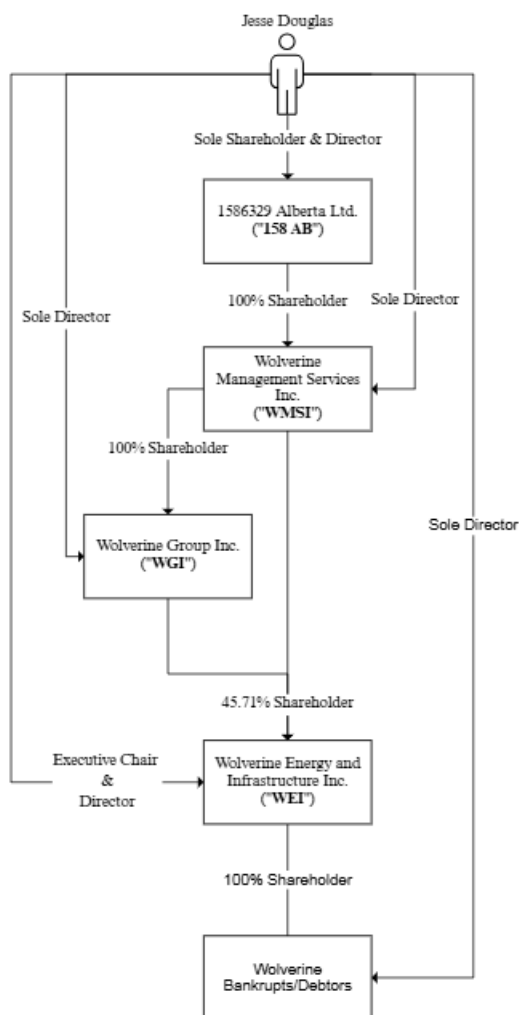 Jesse Douglas
Sole Shareholder & Director
1586329 Alberta Ltd.
("158 AB")
100% Shareholder
Sole Director
Sole Director
Wolverine
Management Services
Inc.
("WMSI")
100% Shareholder
Sole Director
Wolverine Group Inc.
("WGI")
45.71% Shareholder
Executive Chair
&
Director
Wolverine Energy and
Infrastructure Inc.
("WEI")
100% Shareholder
Wolverine
Bankrupts/Debtors